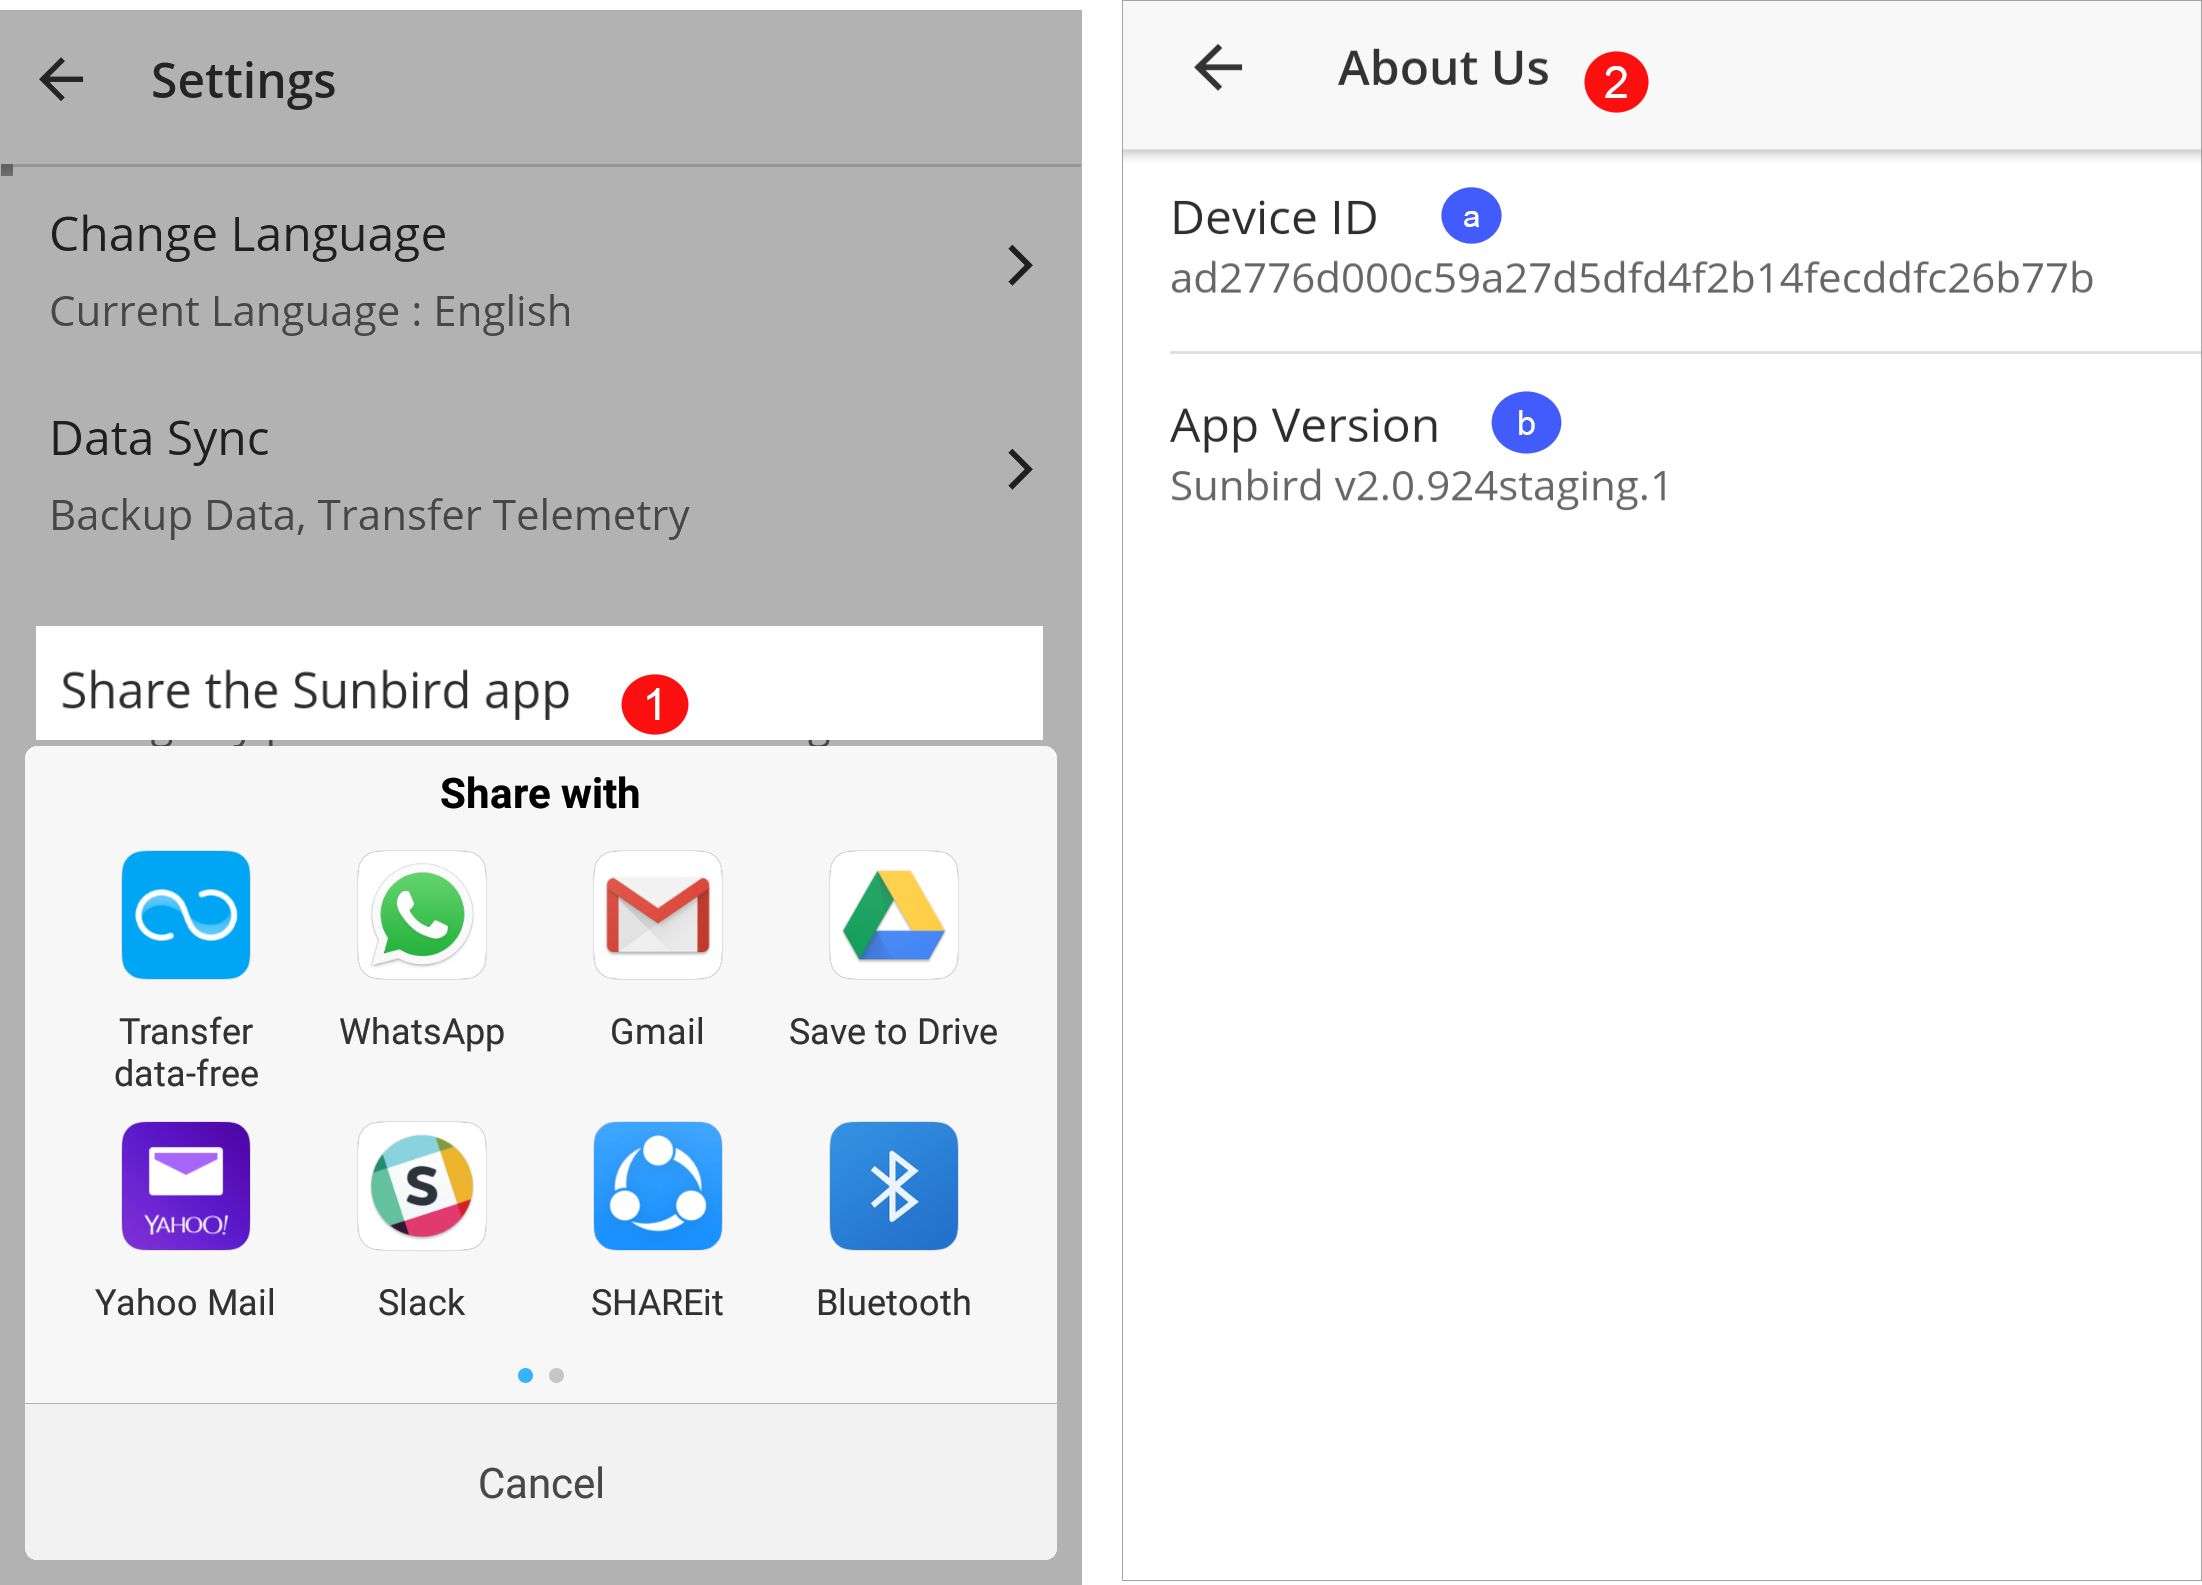 Settings
Change Language
Current Language : English
Data Sync
Backup Data, Transfer Telemetry
Share the Sunbird app
1
Share with
Transfer
data-free
WhatsApp
Gmail
Save to Drive
YAHOO!
S
Yahoo Mail
Slack
SHAREit
Bluetooth
Cancel
About Us
2
Device ID
a
ad2776d000c59a27d5dfd4f2b14fecddfc26b77b
App Version
b
Sunbird v2.0.924staging.1